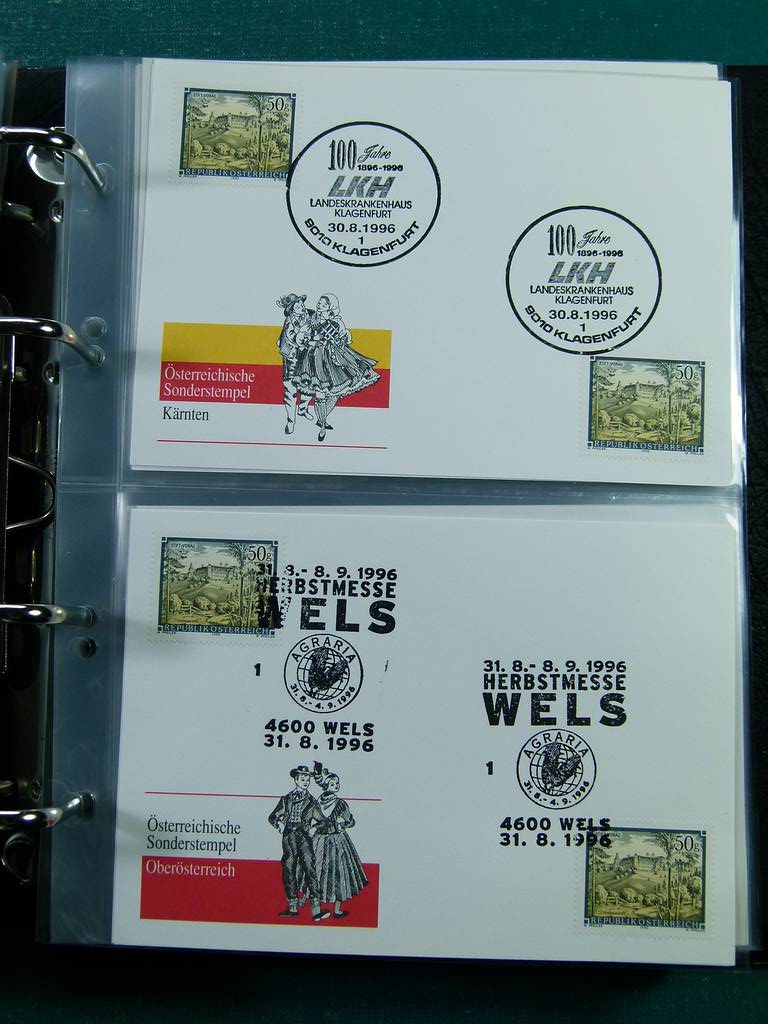 STIFT VORAU
50g
REPUBLIK ÖSTERREICH
100 Jahre
1896-1996
LKH
LANDESKRANKENHAUS
KLAGENFURT
30.8.1996
1
9010 KLAGENFURT
100 Jahre
1896-1996
LKH
LANDESKRANKENHAUS
KLAGENFURT
30.8.1996
1
9010 KLAGENFURT
Österreichische
Sonderstempel
Kärnten
50g
REPUBLIK ÖSTERREICH
STIFT VORAU
50g
REPUBLIK ÖSTERREICH
31. 8.- 8. 9. 1996
HERBSTMESSE
WELS
1
AGRARIA
31. 8.- 4. 9. 1996
4600 WELS
31. 8. 1996
31. 8.- 8. 9. 1996
HERBSTMESSE
WELS
1
AGRARIA
31. 8.- 4. 9. 1996
4600 WELS
31. 8. 1996
Österreichische
Sonderstempel
Oberösterreich
50g
REPUBLIK ÖSTERREICH